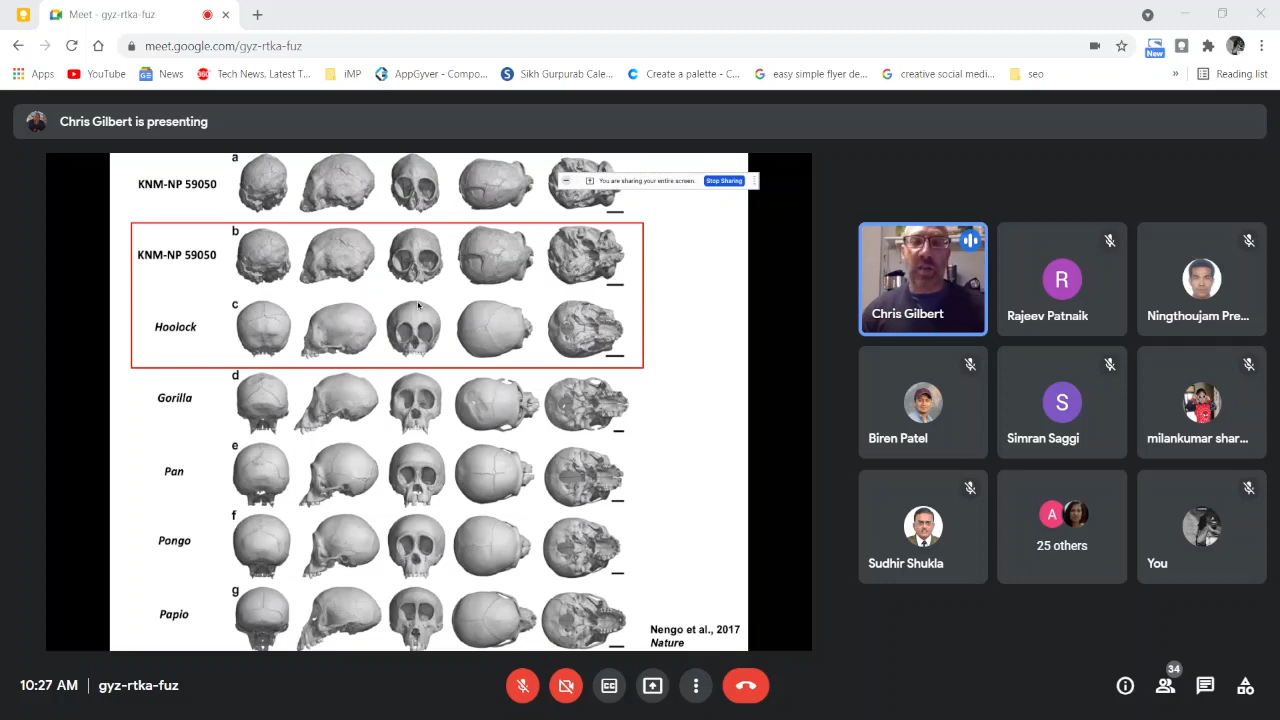 Meet - gyz-rtka-fuz
meet.google.com/gyz-rtka-fuz
New
Apps
YouTube
News
Tech News, Latest T...
iMP
AppGyver - Compo...
Sikh Gurpurab Cale...
Create a palette - C...
easy simple flyer de...
creative social medi...
seo
»
Reading list
Chris Gilbert is presenting
a
KNM-NP 59050
You are sharing your entire screen.
Stop Sharing
b
KNM-NP 59050
c
Hoolock
d
Gorilla
e
Pan
f
Pongo
g
Papio
Nengo et al., 2017
Nature
Chris Gilbert
R
Rajeev Patnaik
Ningthoujam Pre...
Biren Patel
S
Simran Saggi
milankumar shar...
Sudhir Shukla
A
25 others
You
10:27 AM | gyz-rtka-fuz
CC
34